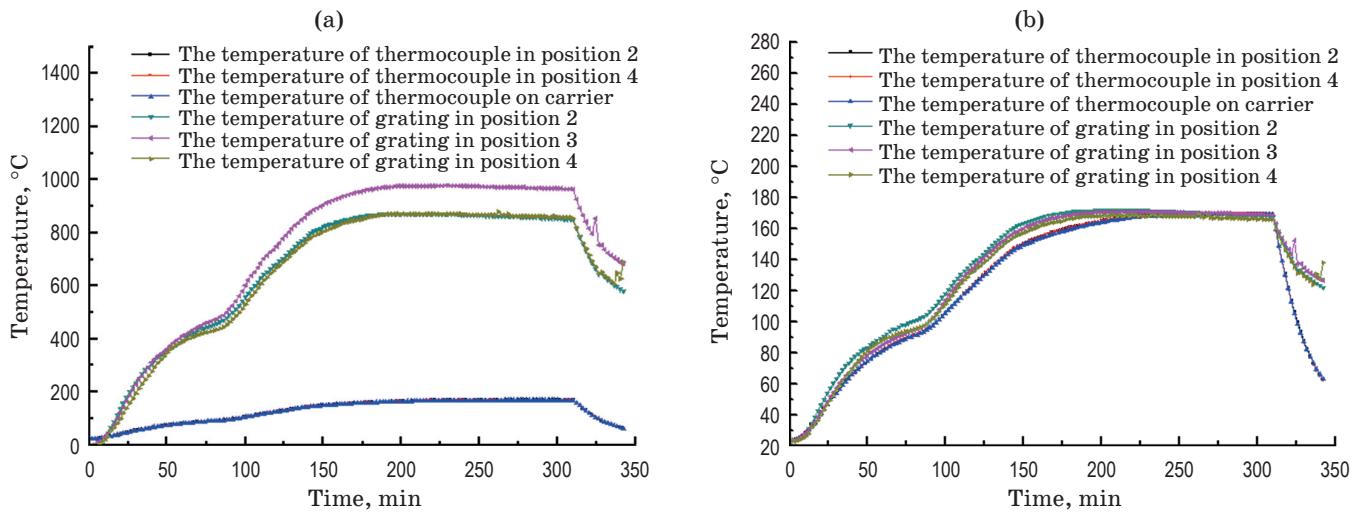 (a)
1400
1200
1000
800
600
400
200
0
Temperature, °C
The temperature of thermocouple in position 2
The temperature of thermocouple in position 4
The temperature of thermocouple on carrier
The temperature of grating in position 2
The temperature of grating in position 3
The temperature of grating in position 4
0 50 100 150 200 250 300 350
Time, min
(b)
280
260
240
220
200
180
160
140
120
100
80
60
40
20
Temperature, °C
The temperature of thermocouple in position 2
The temperature of thermocouple in position 4
The temperature of thermocouple on carrier
The temperature of grating in position 2
The temperature of grating in position 3
The temperature of grating in position 4
0 50 100 150 200 250 300 350
Time, min